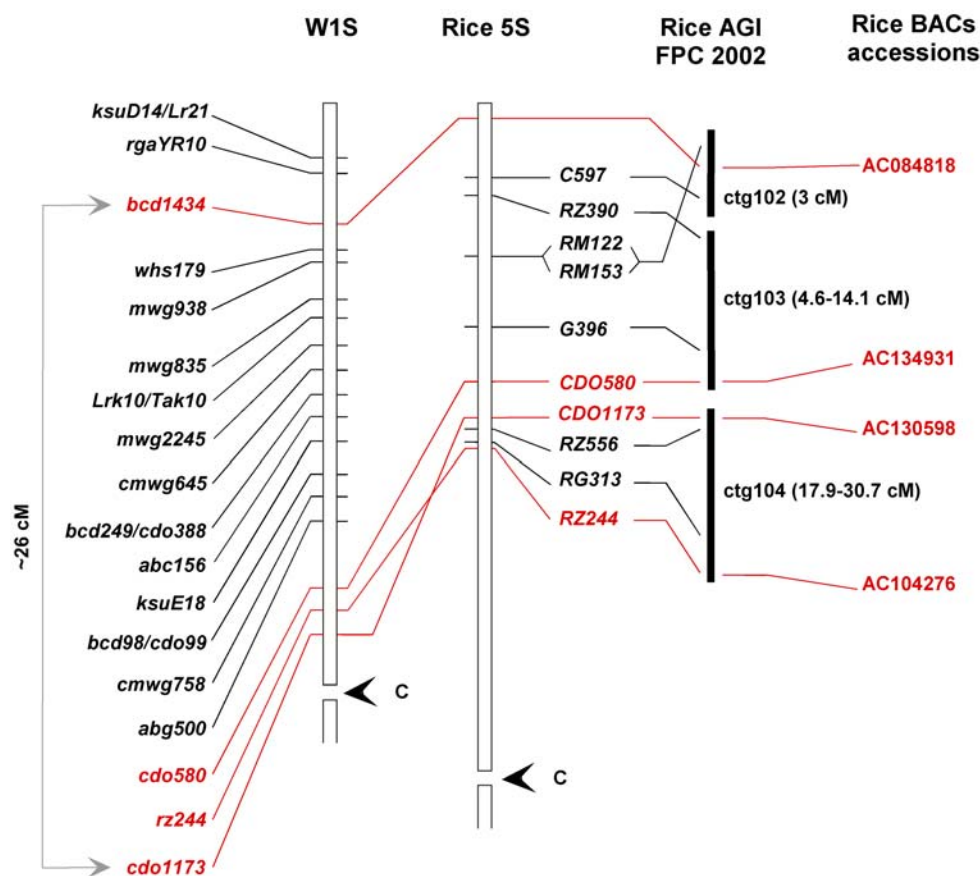 W1S
Rice 5S
Rice AGI
FPC 2002
Rice BACs
accessions
ksuD14/Lr21
rgaYR10
bcd1434
whs179
mwg938
mwg835
Lrk10/Tak10
mwg2245
cmwg645
bcd249/cdo388
abc156
ksuE18
bcd98/cdo99
cmwg758
abg500
cdo580
rz244
cdo1173
~26 cM
C
C
C597
RZ390
RM122
RM153
G396
CDO580
CDO1173
RZ556
RG313
RZ244
ctg102 (3 cM)
ctg103 (4.6-14.1 cM)
ctg104 (17.9-30.7 cM)
AC084818
AC134931
AC130598
AC104276